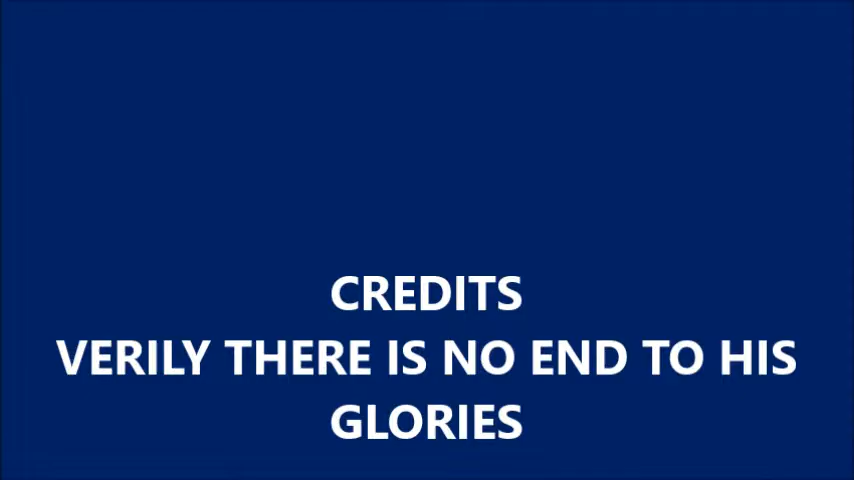 CREDITS
VERILY THERE IS NO END TO HIS
GLORIES